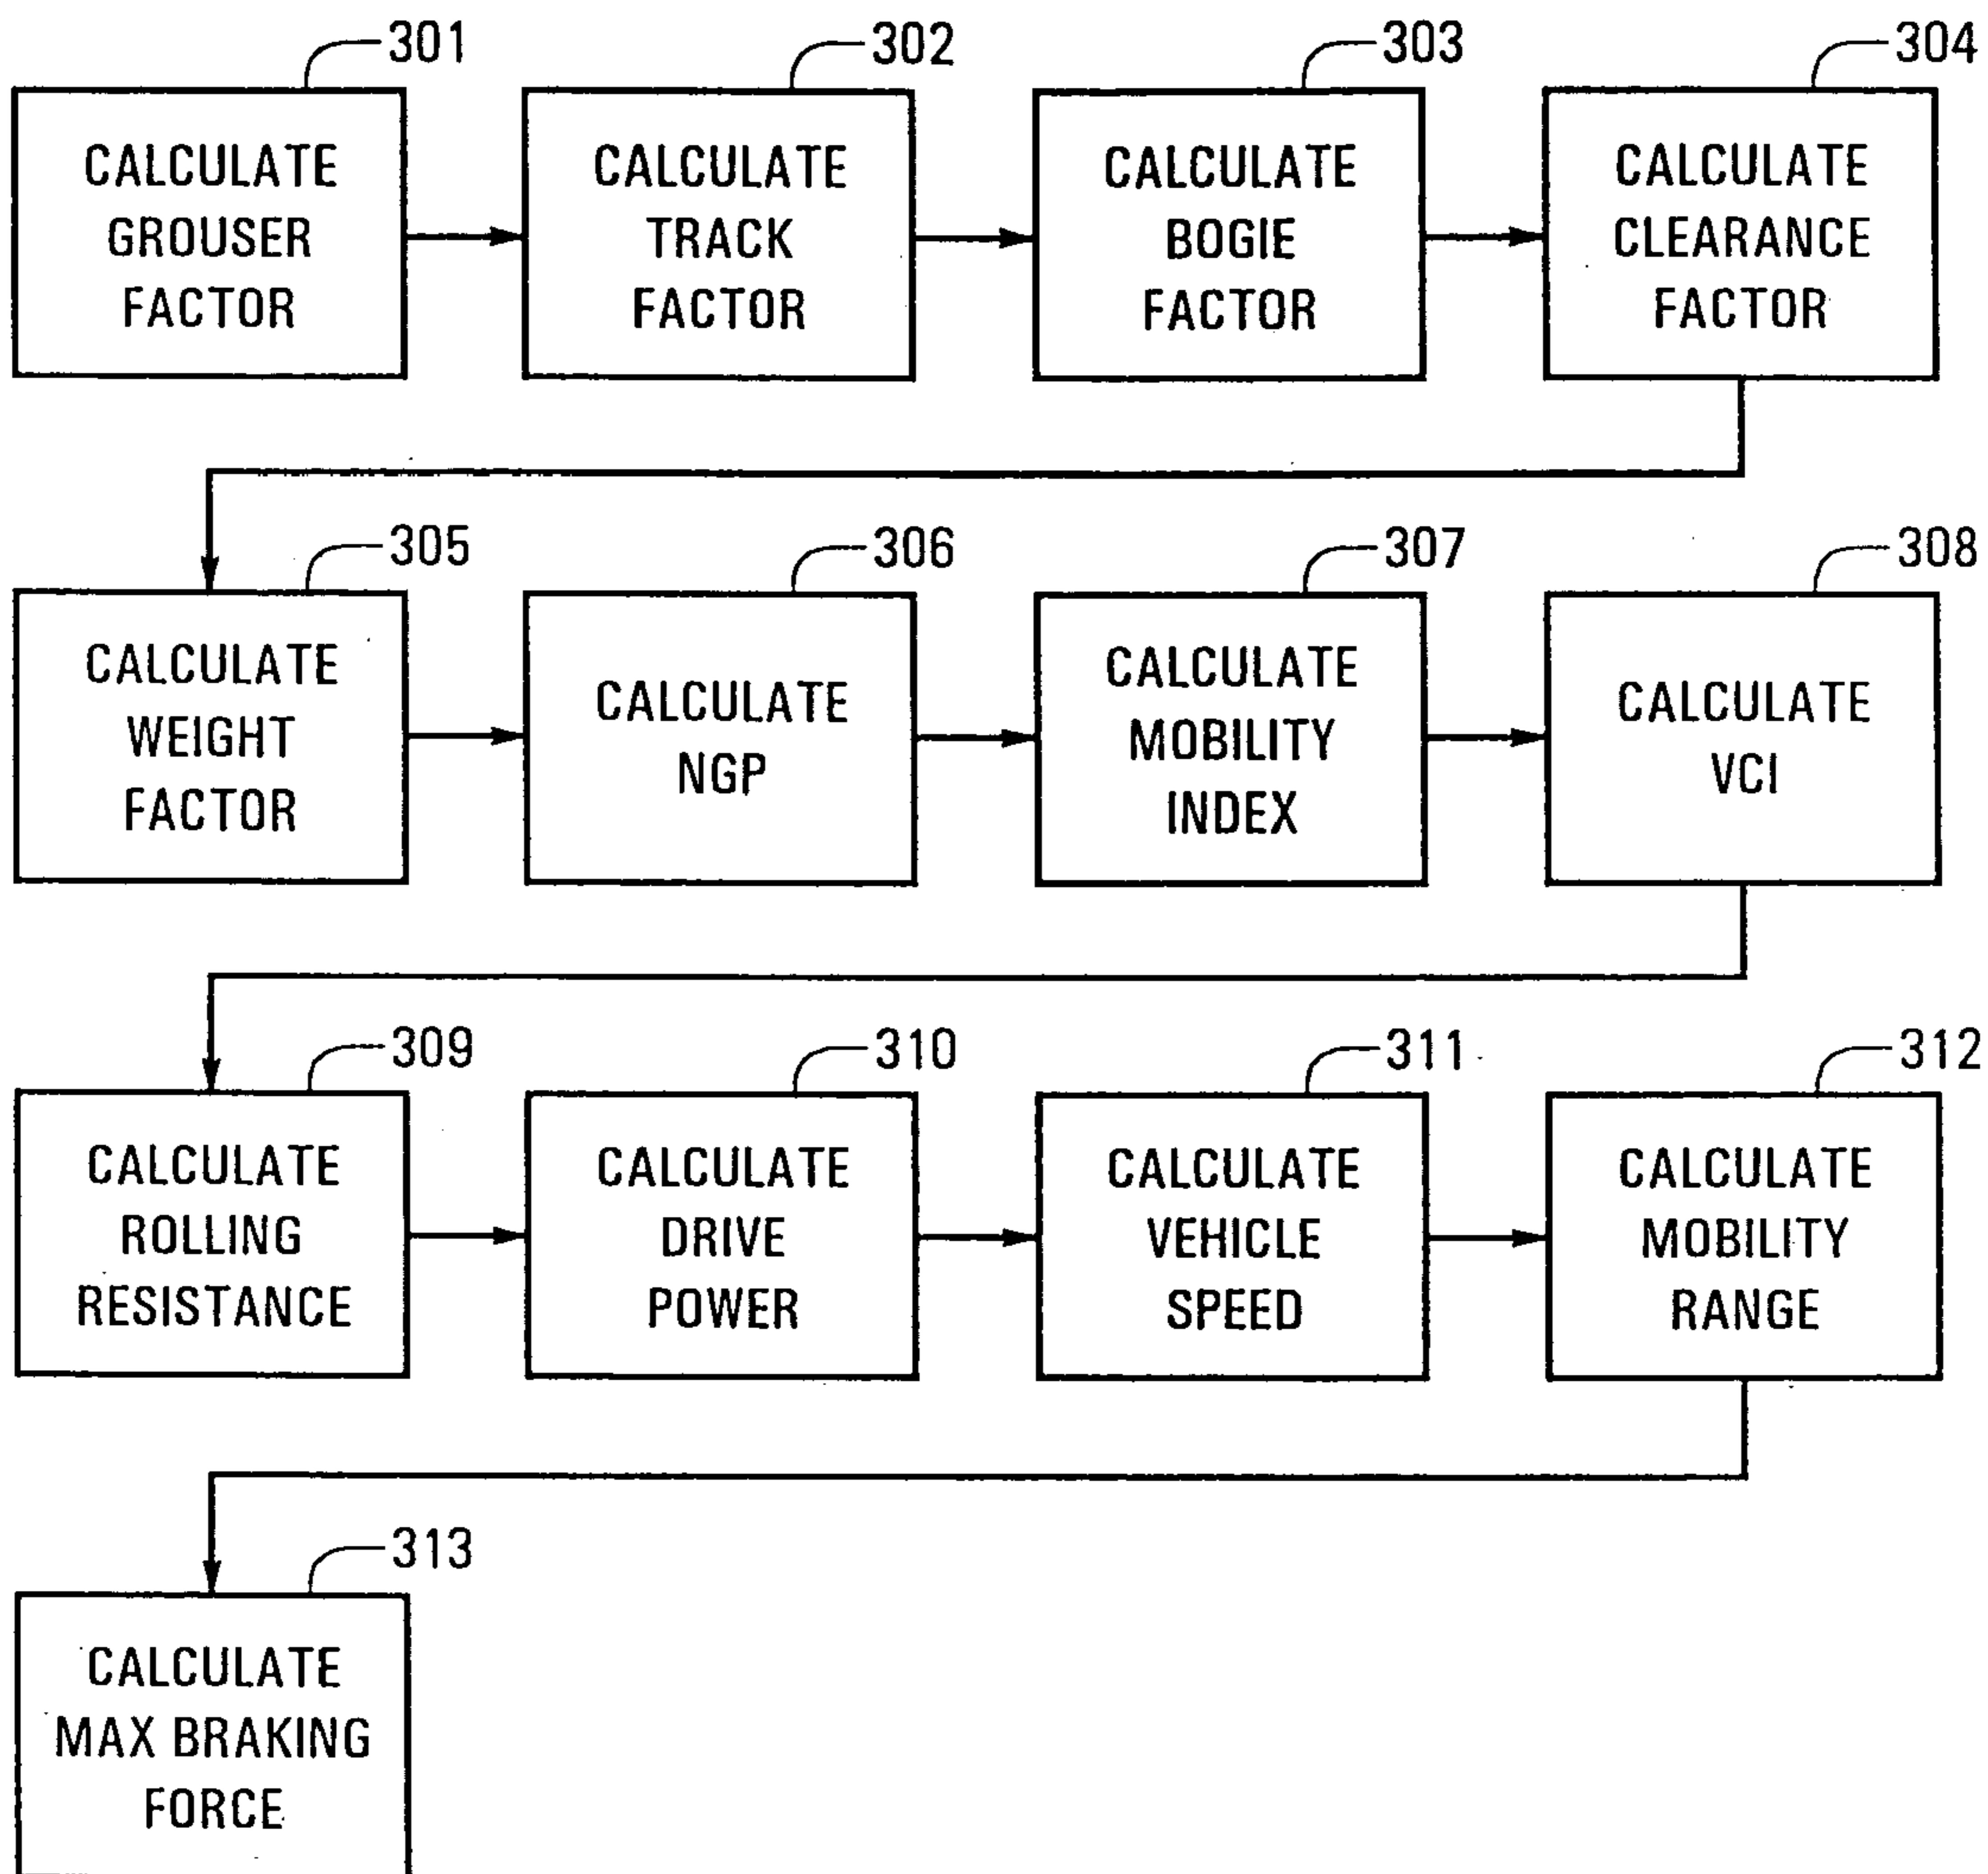 301
CALCULATE
GROUSER
FACTOR
302
CALCULATE
TRACK
FACTOR
303
CALCULATE
BOGIE
FACTOR
304
CALCULATE
CLEARANCE
FACTOR
305
CALCULATE
WEIGHT
FACTOR
306
CALCULATE
NGP
307
CALCULATE
MOBILITY
INDEX
308
CALCULATE
VCI
309
CALCULATE
ROLLING
RESISTANCE
310
CALCULATE
DRIVE
POWER
311
CALCULATE
VEHICLE
SPEED
312
CALCULATE
MOBILITY
RANGE
313
CALCULATE
MAX BRAKING
FORCE